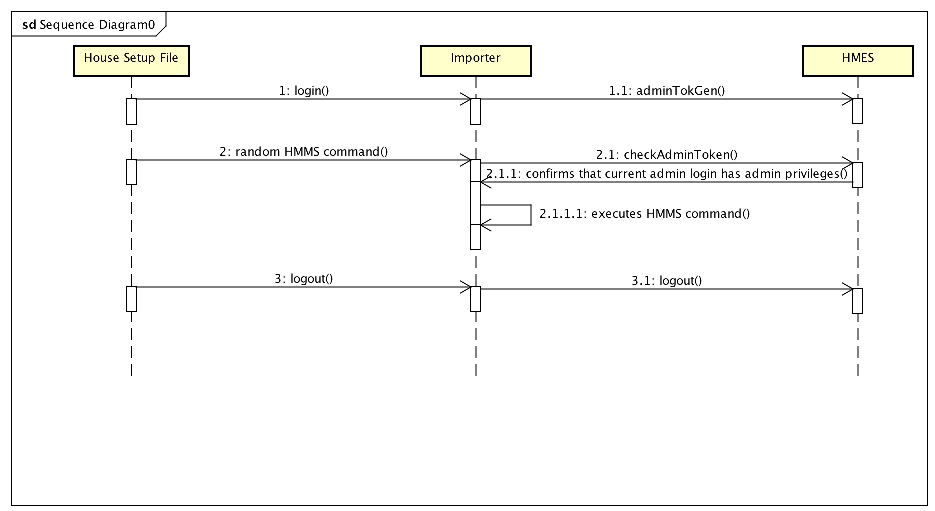 sd Sequence Diagram0
House Setup File
Importer
HMES
1: login()
1.1: adminTokGen()
2: random HMMS command()
2.1: checkAdminToken()
2.1.1: confirms that current admin login has admin privileges()
2.1.1.1: executes HMMS command()
3: logout()
3.1: logout()